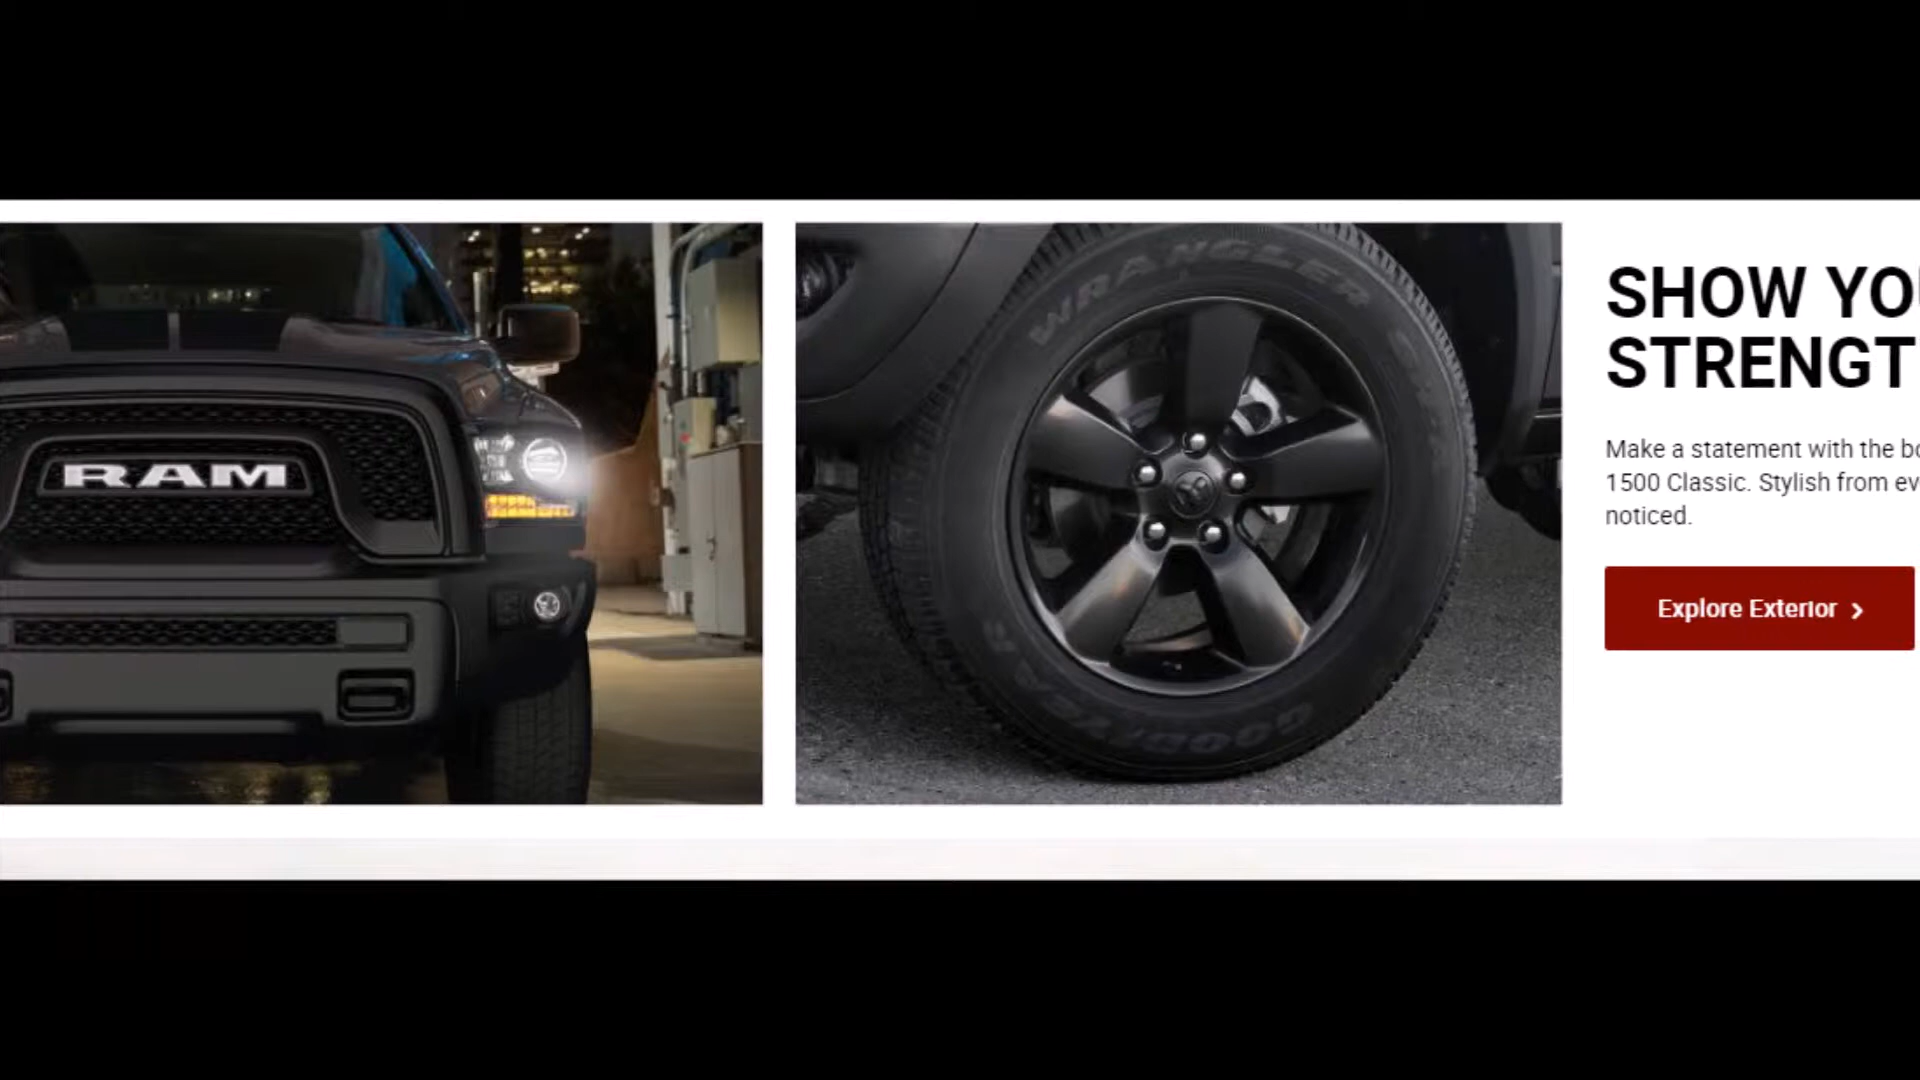 RAM
WRANGLER
GOODYEAR
SHOW YO
STRENGT
Make a statement with the bo
1500 Classic. Stylish from ev
noticed.
Explore Exterior